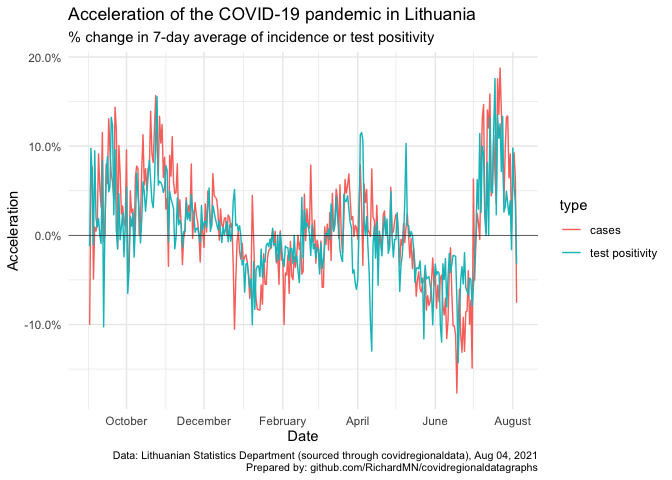 Acceleration of the COVID-19 pandemic in Lithuania
% change in 7-day average of incidence or test positivity
20.0%
10.0%
0.0%
-10.0%
Acceleration
October
December
February
April
June
August
Date
type
cases
test positivity
Data: Lithuanian Statistics Department (sourced through covidregionaldata), Aug 04, 2021
Prepared by: github.com/RichardMN/covidregionaldatagraphs